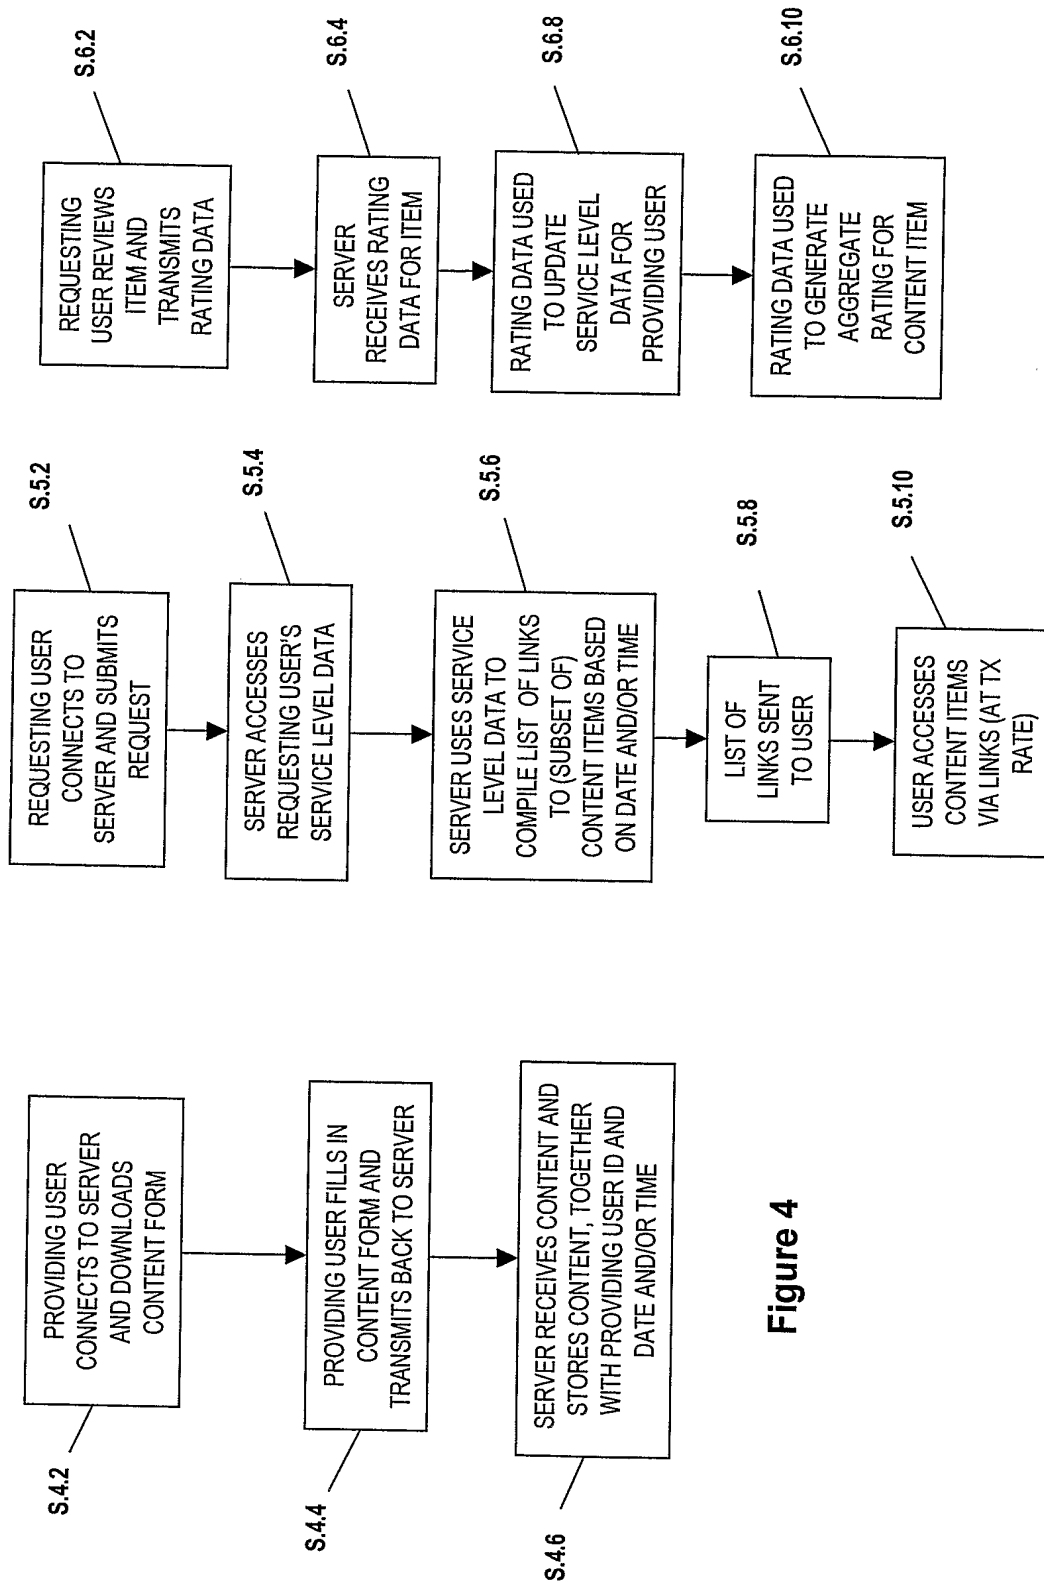 S.4.2
PROVIDING USER
CONNECTS TO SERVER
AND DOWNLOADS
CONTENT FORM
S.4.4
PROVIDING USER FILLS IN
CONTENT FORM AND
TRANSMITS BACK TO SERVER
S.4.6
SERVER RECEIVES CONTENT AND
STORES CONTENT, TOGETHER
WITH PROVIDING USER ID AND
DATE AND/OR TIME
Figure 4
S.5.2
REQUESTING USER
CONNECTS TO
SERVER AND SUBMITS
REQUEST
S.5.4
SERVER ACCESSES
REQUESTING USER'S
SERVICE LEVEL DATA
S.5.6
SERVER USES SERVICE
LEVEL DATA TO
COMPILE LIST OF LINKS
TO (SUBSET OF)
CONTENT ITEMS BASED
ON DATE AND/OR TIME
S.5.8
LIST OF
LINKS SENT
TO USER
S.5.10
USER ACCESSES
CONTENT ITEMS
VIA LINKS (AT TX
RATE)
S.6.2
REQUESTING
USER REVIEWS
ITEM AND
TRANSMITS
RATING DATA
S.6.4
SERVER
RECEIVES RATING
DATA FOR ITEM
S.6.8
RATING DATA USED
TO UPDATE
SERVICE LEVEL
DATA FOR
PROVIDING USER
S.6.10
RATING DATA USED
TO GENERATE
AGGREGATE
RATING FOR
CONTENT ITEM